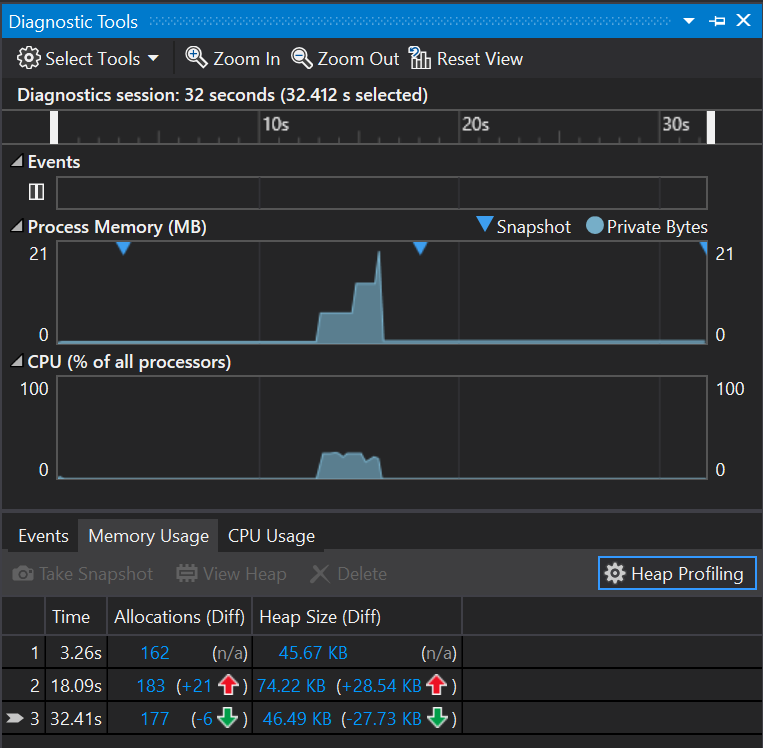 Diagnostic Tools
Select Tools Zoom In Zoom Out Reset View
Diagnostics session: 32 seconds (32.412 s selected)
10s 20s 30s
Events
Process Memory (MB) Snapshot Private Bytes
21 21
0 0
CPU (% of all processors)
100 100
0 0
Events Memory Usage CPU Usage
Take Snapshot View Heap Delete Heap Profiling
Time Allocations (Diff) Heap Size (Diff)
1 3.26s 162 (n/a) 45.67 KB (n/a)
2 18.09s 183 (+21 ) 74.22 KB (+28.54 KB )
3 32.41s 177 (-6 ) 46.49 KB (-27.73 KB )